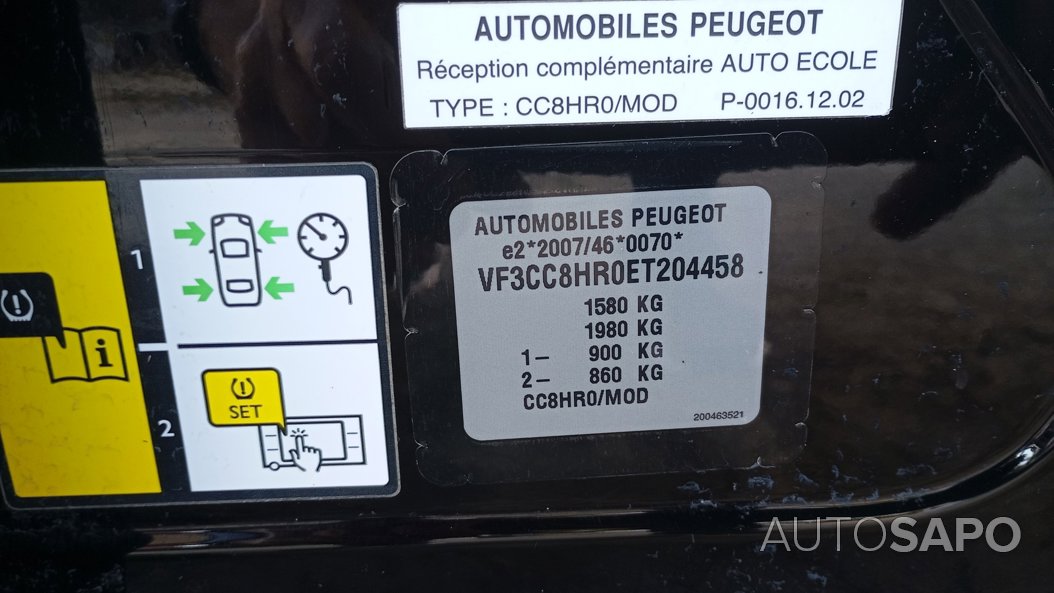 AUTOMOBILES PEUGEOT
Réception complémentaire AUTO ECOLE
TYPE : CC8HR0/MOD P-0016.12.02
1
i
SET
2
AUTOMOBILES PEUGEOT
e2*2007/46*0070*
VF3CC8HR0ET204458
1580 KG
1980 KG
1– 900 KG
2– 860 KG
CC8HR0/MOD
200463521
AUTOSAPO